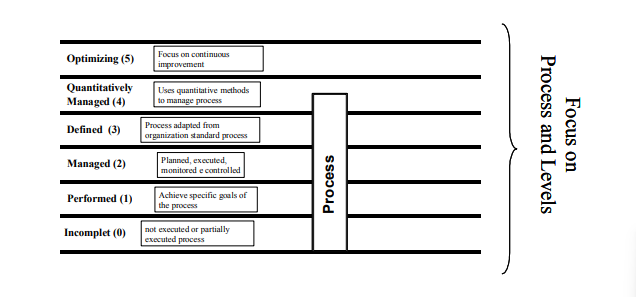 Optimizing (5)
Focus on continuous
improvement
Quantitatively
Managed (4)
Uses quantitative methods
to manage process
Defined (3)
Process adapted from
organization standard process
Managed (2)
Planned, executed,
monitored e controlled
Performed (1)
Achieve specific goals of
the process
Incomplet (0)
not executed or partially
executed process
Process
Focus on
Process and Levels